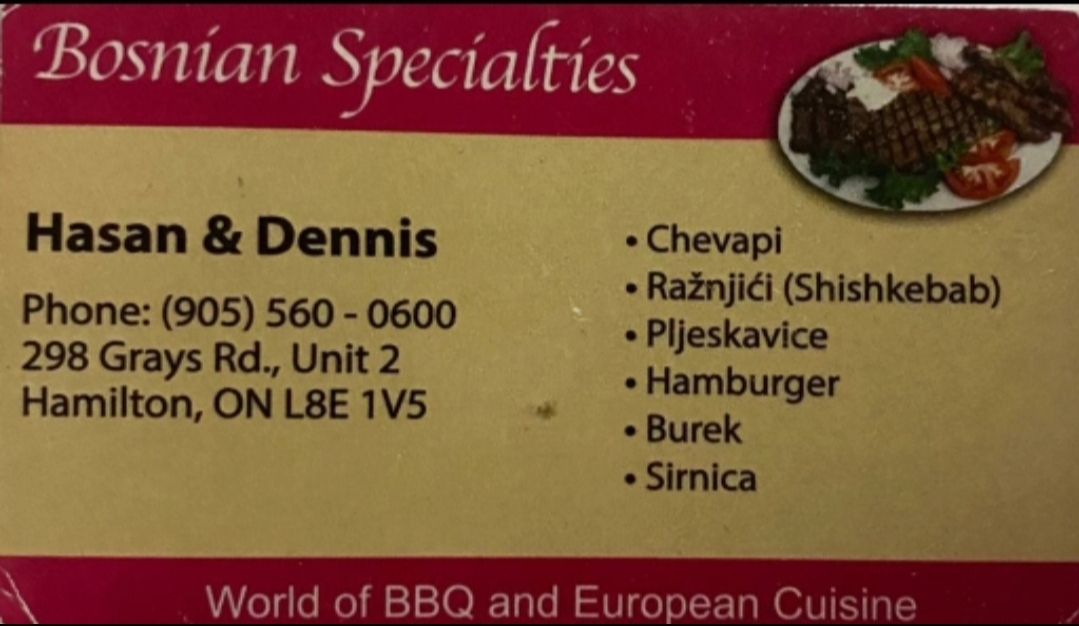 Bosnian Specialties
Hasan & Dennis
Phone: (905) 560 - 0600
298 Grays Rd., Unit 2
Hamilton, ON L8E 1V5
• Chevapi
• Ražnjići (Shishkebab)
• Pljeskavice
• Hamburger
• Burek
• Sirnica
World of BBQ and European Cuisine